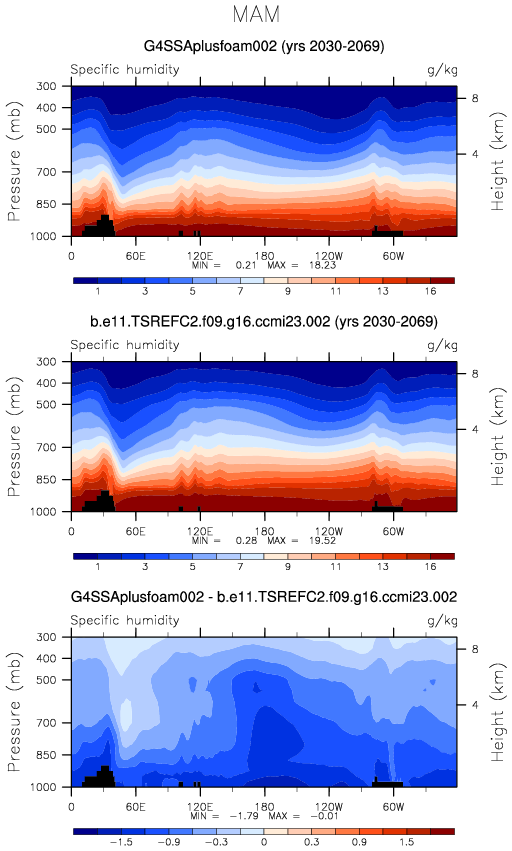 MAM
G4SSAplusfoam002 (yrs 2030-2069)
Specific humidity g/kg
Pressure (mb)
300
500
700
850
1000
8
4
Height (km)
0 60E 120E 180 120W 60W
MIN = 0.21 MAX = 18.23
1 3 5 7 9 11 13 16
b.e11.TSREFC2.f09.g16.ccmi23.002 (yrs 2030-2069)
Specific humidity g/kg
Pressure (mb)
300
400
500
700
850
1000
8
4
Height (km)
0 60E 120E 180 120W 60W
MIN = 0.28 MAX = 19.52
1 3 5 7 9 11 13 16
G4SSAplusfoam002 - b.e11.TSREFC2.f09.g16.ccmi23.002
Specific humidity g/kg
Pressure (mb)
300
400
500
700
850
1000
8
4
Height (km)
0 60E 120E 180 120W 60W
MIN = -1.79 MAX = -0.01
-1.5 -0.9 -0.3 0 0.3 0.9 1.5